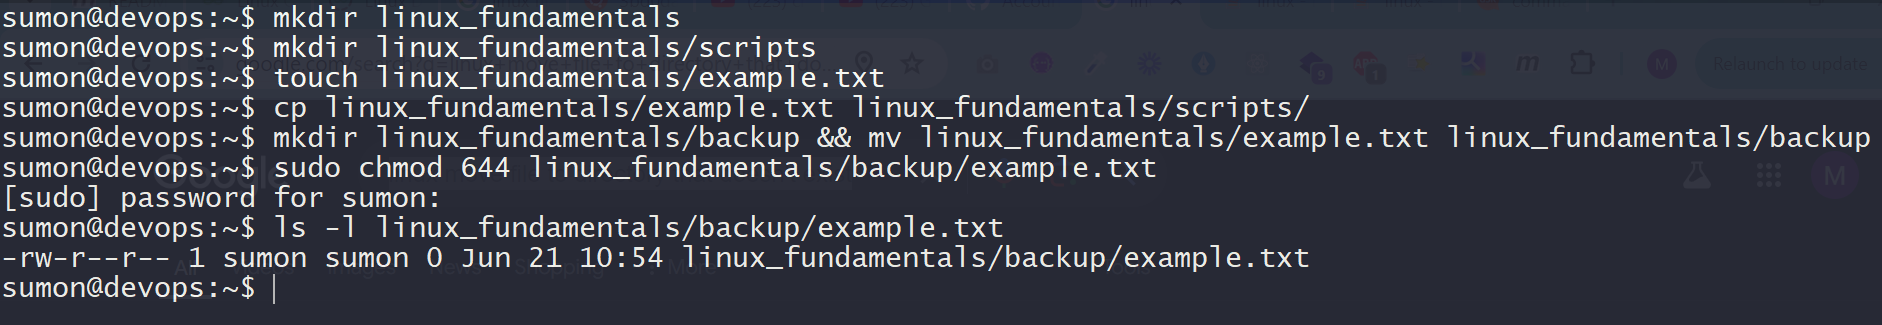 sumon@devops:~$ mkdir linux_fundamentals
sumon@devops:~$ mkdir linux_fundamentals/scripts
sumon@devops:~$ touch linux_fundamentals/example.txt
sumon@devops:~$ cp linux_fundamentals/example.txt linux_fundamentals/scripts/
sumon@devops:~$ mkdir linux_fundamentals/backup && mv linux_fundamentals/example.txt linux_fundamentals/backup
sumon@devops:~$ sudo chmod 644 linux_fundamentals/backup/example.txt
[sudo] password for sumon:
sumon@devops:~$ ls -l linux_fundamentals/backup/example.txt
-rw-r--r-- 1 sumon sumon 0 Jun 21 10:54 linux_fundamentals/backup/example.txt
sumon@devops:~$
Relaunch to update